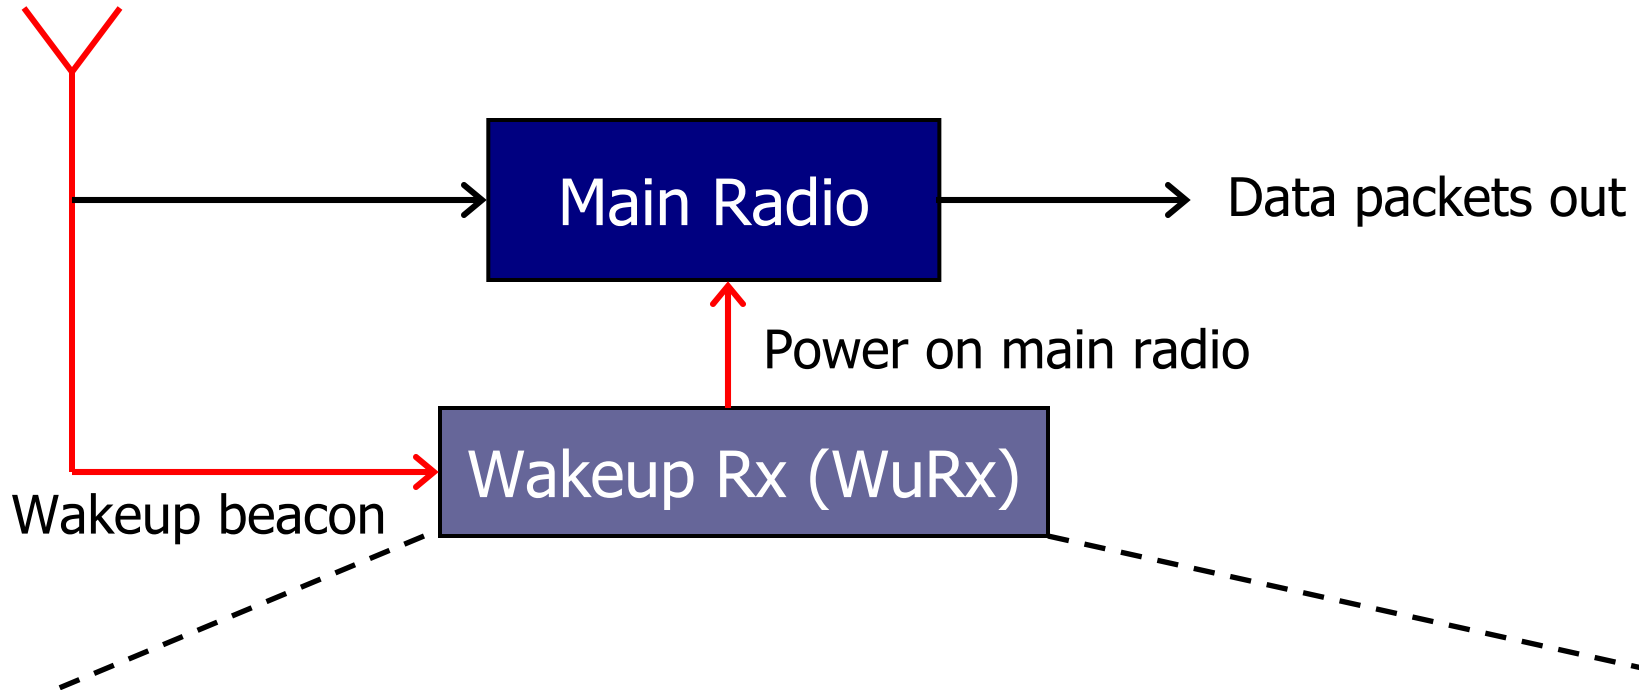 Main Radio
Data packets out
Power on main radio
Wakeup Rx (WuRx)
Wakeup beacon